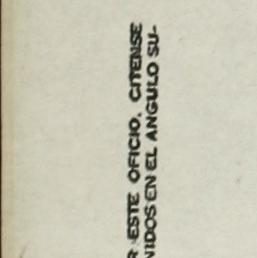 R ESTE OFICIO, CITENSE
NIDOS EN EL ANGULO SU-